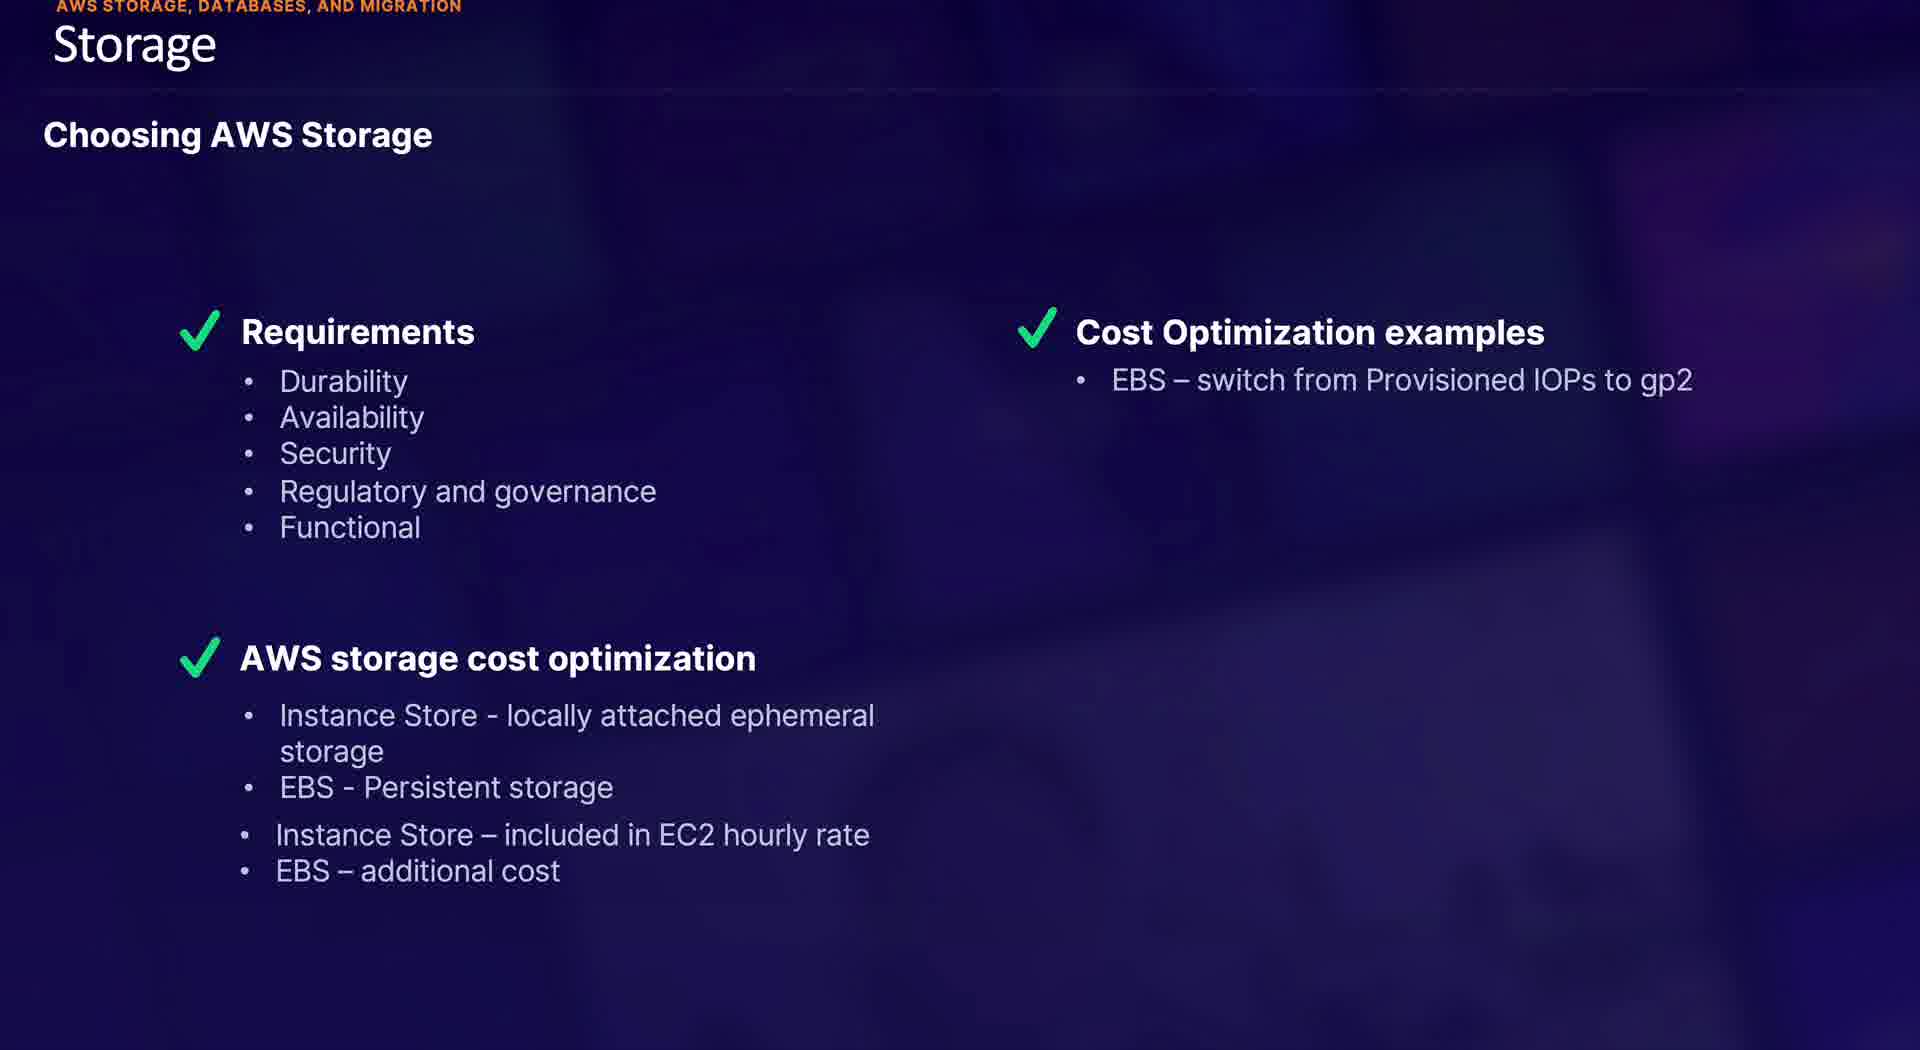 AWS STORAGE, DATABASES, AND MIGRATION
Storage
Choosing AWS Storage
Requirements
• Durability
• Availability
• Security
• Regulatory and governance
• Functional
AWS storage cost optimization
• Instance Store - locally attached ephemeral
storage
• EBS - Persistent storage
• Instance Store – included in EC2 hourly rate
• EBS – additional cost
Cost Optimization examples
• EBS – switch from Provisioned IOPs to gp2